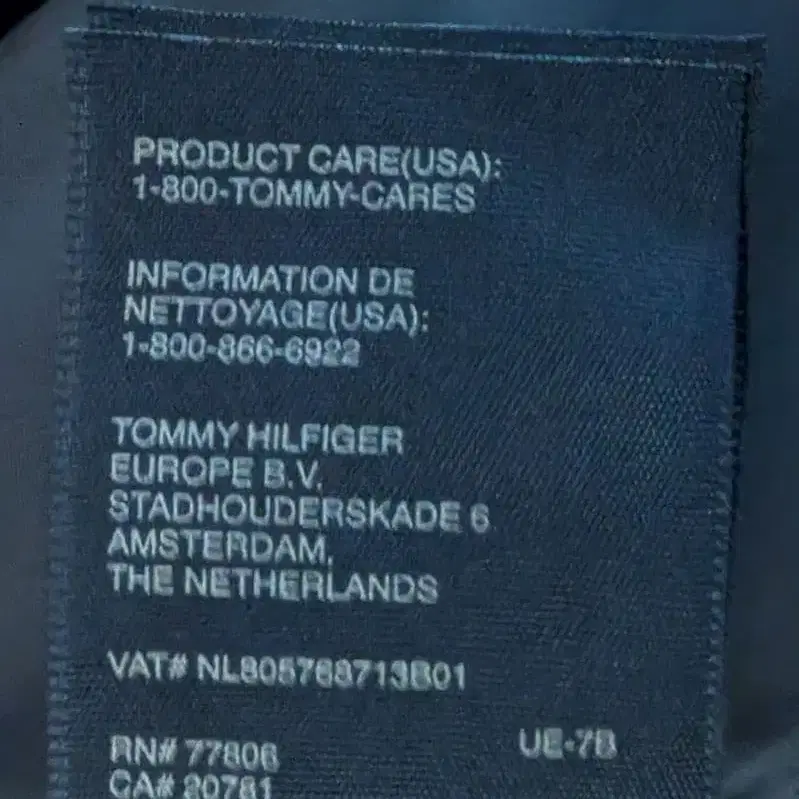 PRODUCT CARE(USA):
1-800-TOMMY-CARES
INFORMATION DE
NETTOYAGE(USA):
1-800-866-6922
TOMMY HILFIGER
EUROPE B.V.
STADHOUDERSKADE 6
AMSTERDAM,
THE NETHERLANDS
VAT# NL805768713B01
RN# 77806
UE-7B
CA# 20781